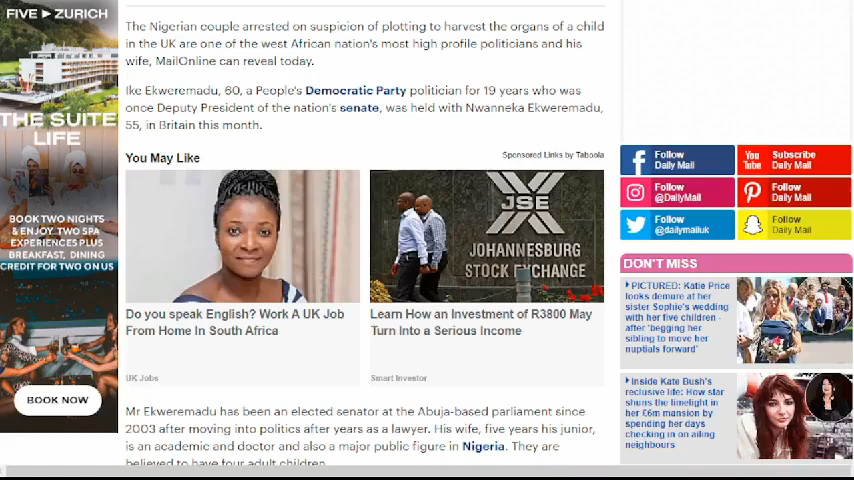 FIVE ▶ ZURICH
THE SUITE
LIFE
BOOK TWO NIGHTS
& ENJOY TWO SPA
EXPERIENCES PLUS
BREAKFAST, DINING
CREDIT FOR TWO ON US
BOOK NOW
The Nigerian couple arrested on suspicion of plotting to harvest the organs of a child
in the UK are one of the west African nation's most high profile politicians and his
wife, MailOnline can reveal today.
Ike Ekweremadu, 60, a People's Democratic Party politician for 19 years who was
once Deputy President of the nation's senate, was held with Nwanneka Ekweremadu,
55, in Britain this month.
You May Like
Sponsored Links by Taboola
JSE
JOHANNESBURG
STOCK EXCHANGE
Do you speak English? Work A UK Job
From Home In South Africa
UK Jobs
Learn How an Investment of R3800 May
Turn Into a Serious Income
Smart Investor
Mr Ekweremadu has been an elected senator at the Abuja-based parliament since
2003 after moving into politics after years as a lawyer. His wife, five years his junior,
is an academic and doctor and also a major public figure in Nigeria. They are
believed to have four adult children.
Follow
Daily Mail
You
Tube
Subscribe
Daily Mail
Follow
@DailyMail
Follow
Daily Mail
Follow
@dailymailuk
Follow
Daily Mail
DON'T MISS
PICTURED: Katie Price
looks demure at her
sister Sophie's wedding
with her five children -
after 'begging her
sibling to move her
nuptials forward'
Inside Kate Bush's
reclusive life: How star
shuns the limelight in
her £6m mansion by
spending her days
checking in on ailing
neighbours